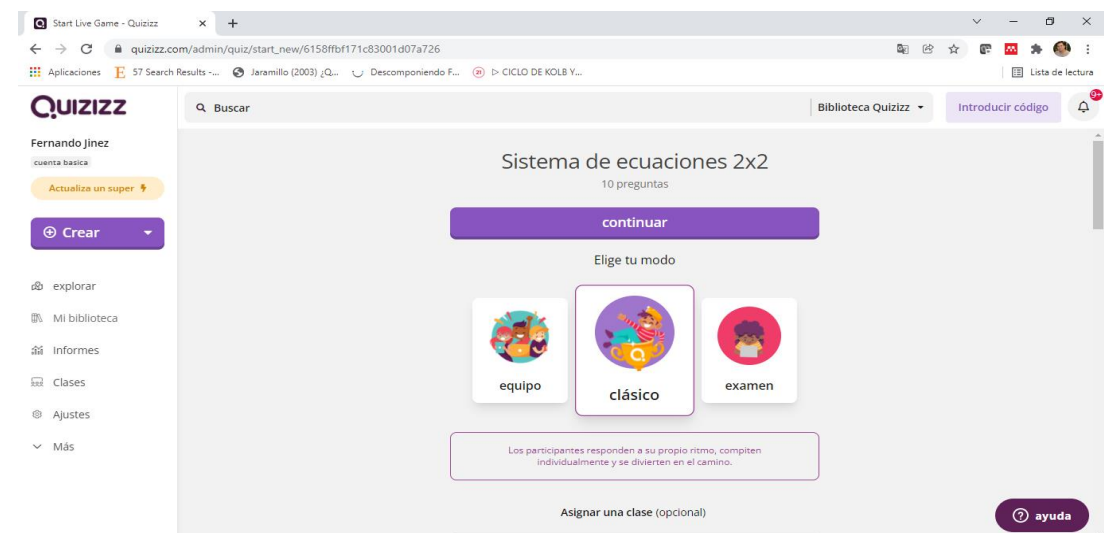 Start Live Game - Quizizz
quizizz.com/admin/quiz/start_new/6158ffbf171c83001d07a726
Aplicaciones
57 Search Results -...
Jaramillo (2003) ¿Q...
Descomponiendo F...
▷ CICLO DE KOLB Y...
Lista de lectura
QUIZIZZ
Buscar
Biblioteca Quizizz
Introducir código
9+
Fernando Jinez
cuenta basica
Actualiza un super
Crear
explorar
Mi biblioteca
Informes
Clases
Ajustes
Más
Sistema de ecuaciones 2x2
10 preguntas
continuar
Elige tu modo
equipo
clásico
examen
Los participantes responden a su propio ritmo, compiten
individualmente y se divierten en el camino.
Asignar una clase (opcional)
ayuda